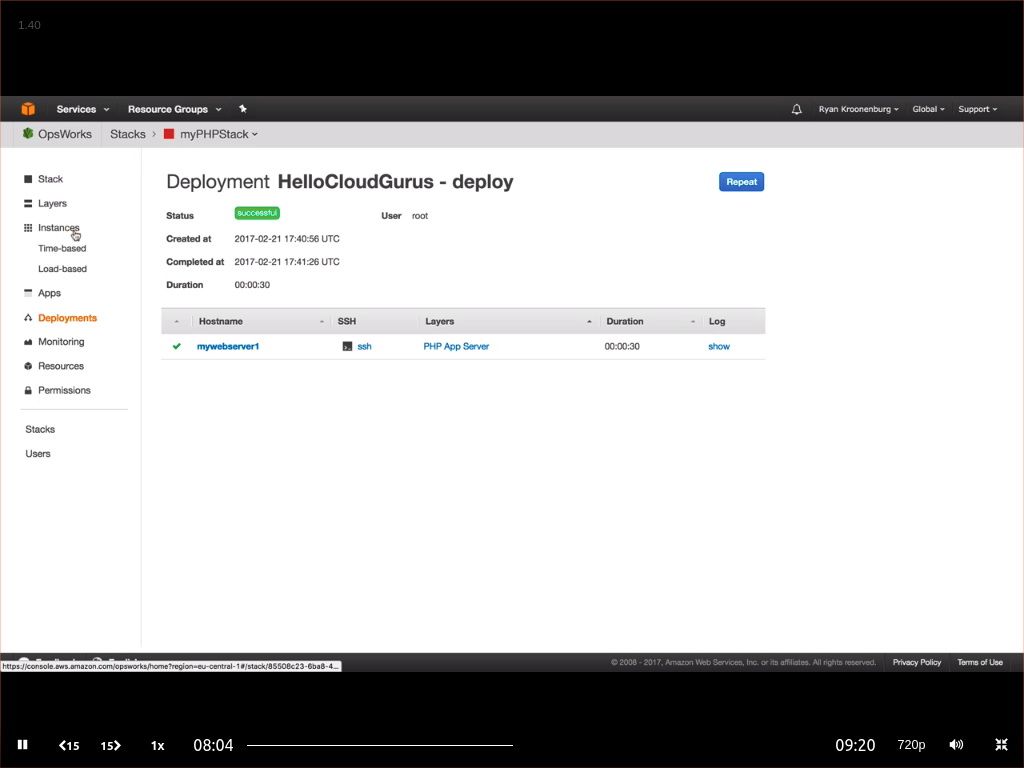 1.40
Services Resource Groups Ryan Kroonenburg Global Support
OpsWorks Stacks myPHPStack
Stack
Layers
Instances
Time-based
Load-based
Apps
Deployments
Monitoring
Resources
Permissions
Stacks
Users
Deployment HelloCloudGurus - deploy
Repeat
Status successful User root
Created at 2017-02-21 17:40:56 UTC
Completed at 2017-02-21 17:41:26 UTC
Duration 00:00:30
Hostname SSH Layers Duration Log
mywebserver1 ssh PHP App Server 00:00:30 show
https://console.aws.amazon.com/opsworks/home?region=eu-central-1#/stack/85508c23-6ba8-4...
© 2008 - 2017, Amazon Web Services, Inc. or its affiliates. All rights reserved. Privacy Policy Terms of Use
15 15 1x 08:04 09:20 720p